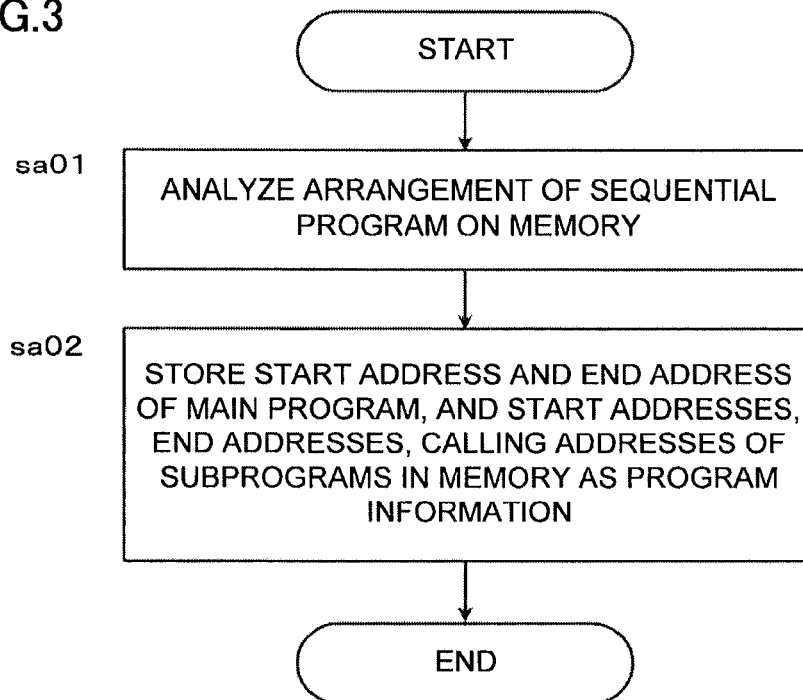 G.3
START
sa01
ANALYZE ARRANGEMENT OF SEQUENTIAL
PROGRAM ON MEMORY
sa02
STORE START ADDRESS AND END ADDRESS
OF MAIN PROGRAM, AND START ADDRESSES,
END ADDRESSES, CALLING ADDRESSES OF
SUBPROGRAMS IN MEMORY AS PROGRAM
INFORMATION
END